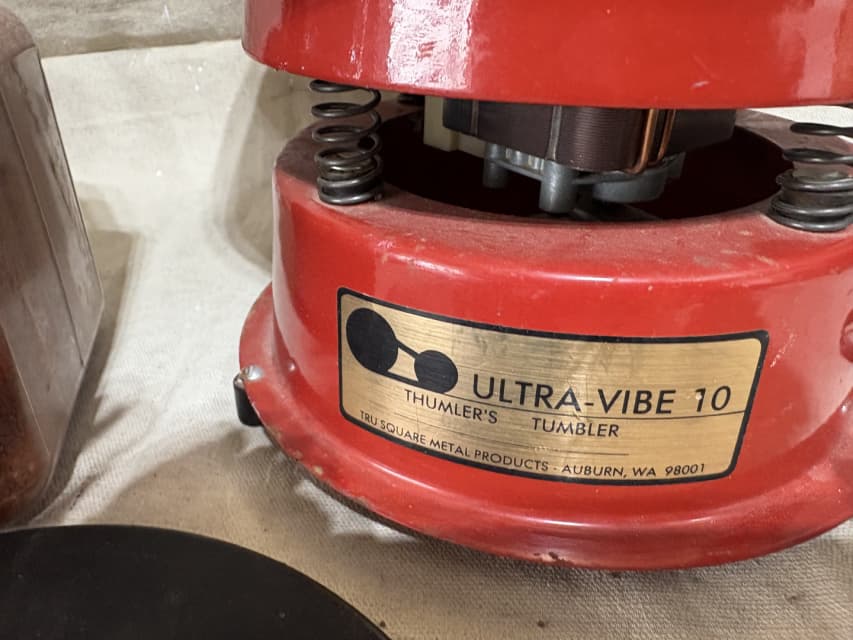 ULTRA-VIBE 10
THUMLER'S TUMBLER
TRU SQUARE METAL PRODUCTS - AUBURN, WA 98001